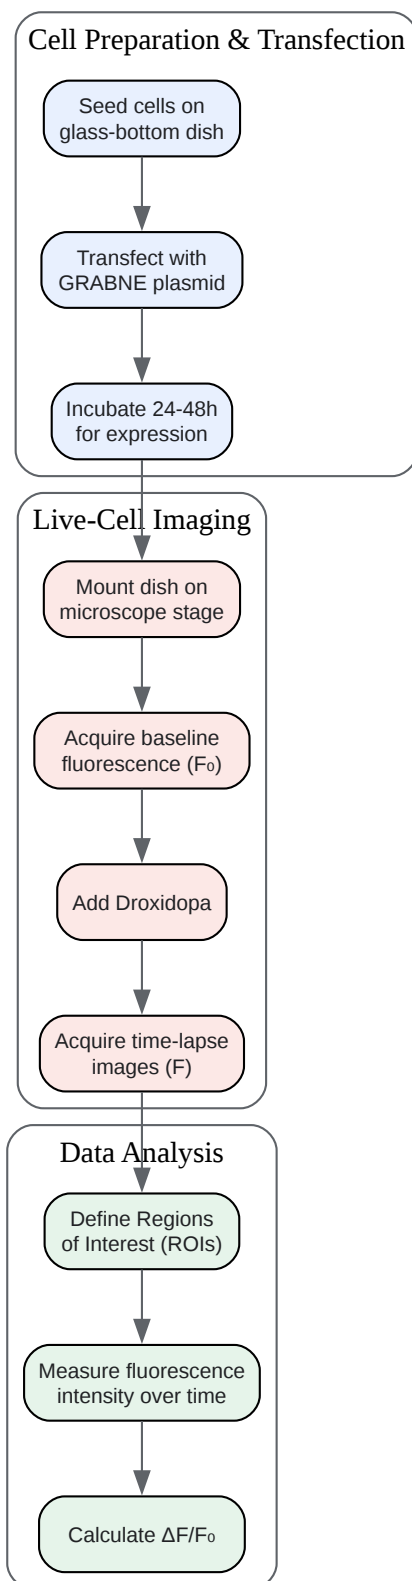 Cell Preparation & Transfection
Seed cells on
glass-bottom dish
Transfect with
GRABNE plasmid
Incubate 24-48h
for expression
Live-Cell Imaging
Mount dish on
microscope stage
Acquire baseline
fluorescence (F₀)
Add Droxidopa
Acquire time-lapse
images (F)
Data Analysis
Define Regions
of Interest (ROIs)
Measure fluorescence
intensity over time
Calculate ΔF/F₀